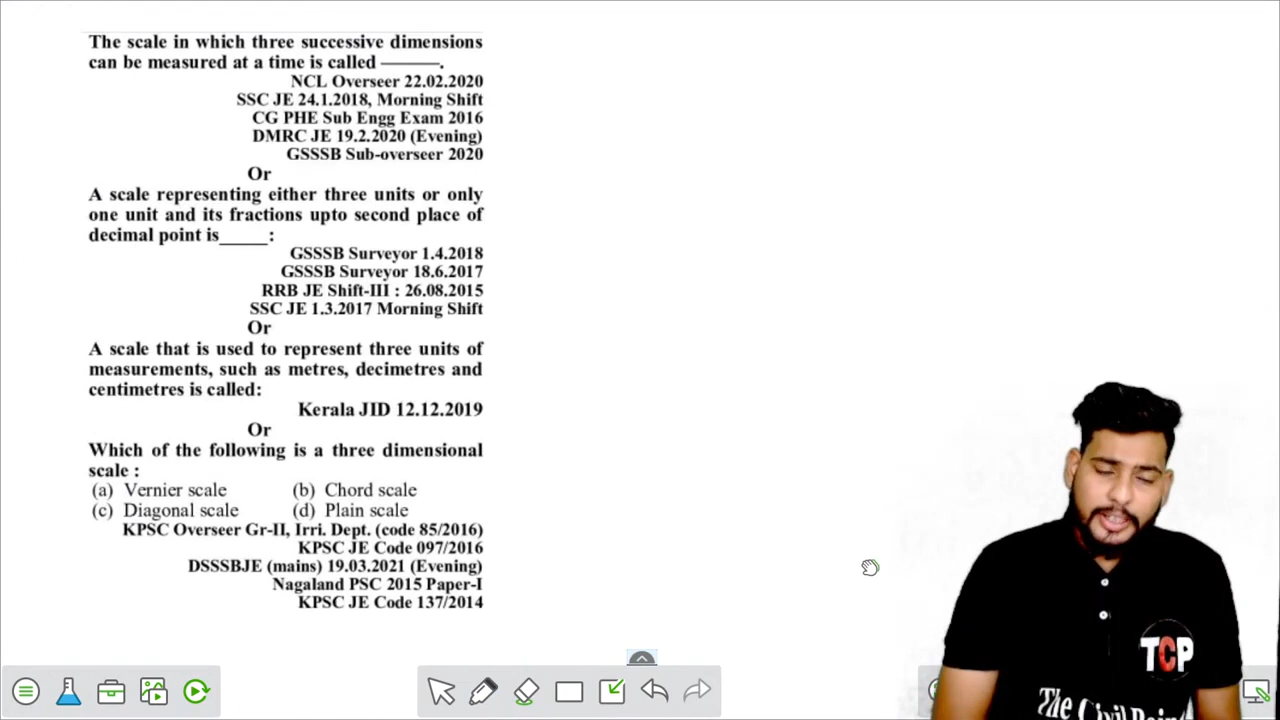 The scale in which three successive dimensions
can be measured at a time is called ———.
NCL Overseer 22.02.2020
SSC JE 24.1.2018, Morning Shift
CG PHE Sub Engg Exam 2016
DMRC JE 19.2.2020 (Evening)
GSSSB Sub-overseer 2020
Or
A scale representing either three units or only
one unit and its fractions upto second place of
decimal point is_____:
GSSSB Surveyor 1.4.2018
GSSSB Surveyor 18.6.2017
RRB JE Shift-III : 26.08.2015
SSC JE 1.3.2017 Morning Shift
Or
A scale that is used to represent three units of
measurements, such as metres, decimetres and
centimetres is called:
Kerala JID 12.12.2019
Or
Which of the following is a three dimensional
scale :
(a) Vernier scale (b) Chord scale
(c) Diagonal scale (d) Plain scale
KPSC Overseer Gr-II, Irri. Dept. (code 85/2016)
KPSC JE Code 097/2016
DSSSBJE (mains) 19.03.2021 (Evening)
Nagaland PSC 2015 Paper-I
KPSC JE Code 137/2014
TCP
The Civil